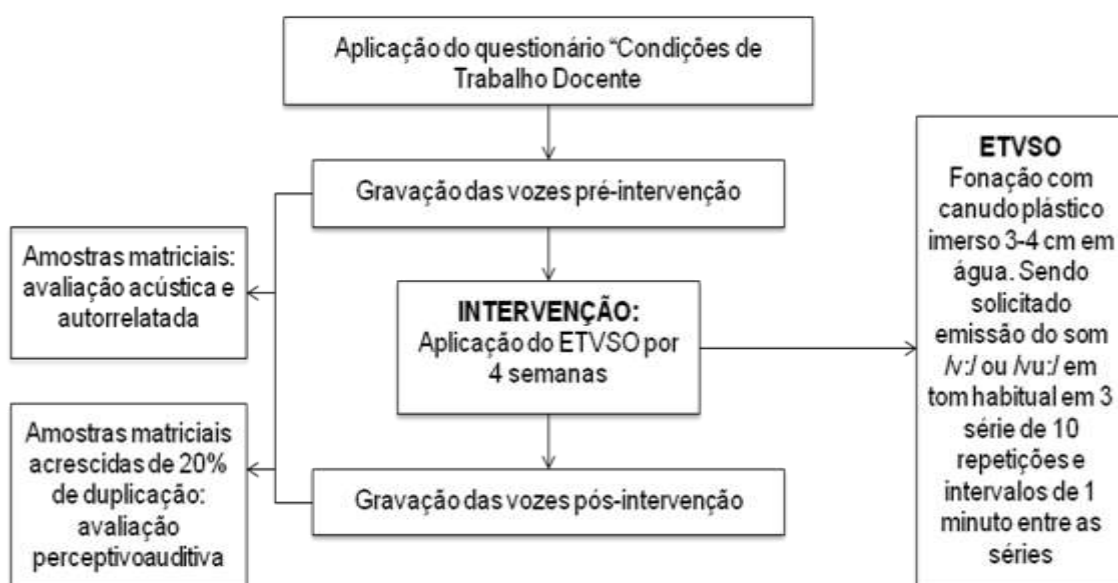 Aplicação do questionário “Condições de
Trabalho Docente
Gravação das vozes pré-intervenção
Amostras matriciais:
avaliação acústica e
autorrelatada
INTERVENÇÃO:
Aplicação do ETVSO por
4 semanas
ETVSO
Fonação com
canudo plástico
imerso 3-4 cm em
água. Sendo
solicitado
emissão do som
/v:/ ou /vu:/ em
tom habitual em 3
série de 10
repetições e
intervalos de 1
minuto entre as
séries
Amostras matriciais
acrescidas de 20%
de duplicação:
avaliação
perceptivoauditiva
Gravação das vozes pós-intervenção